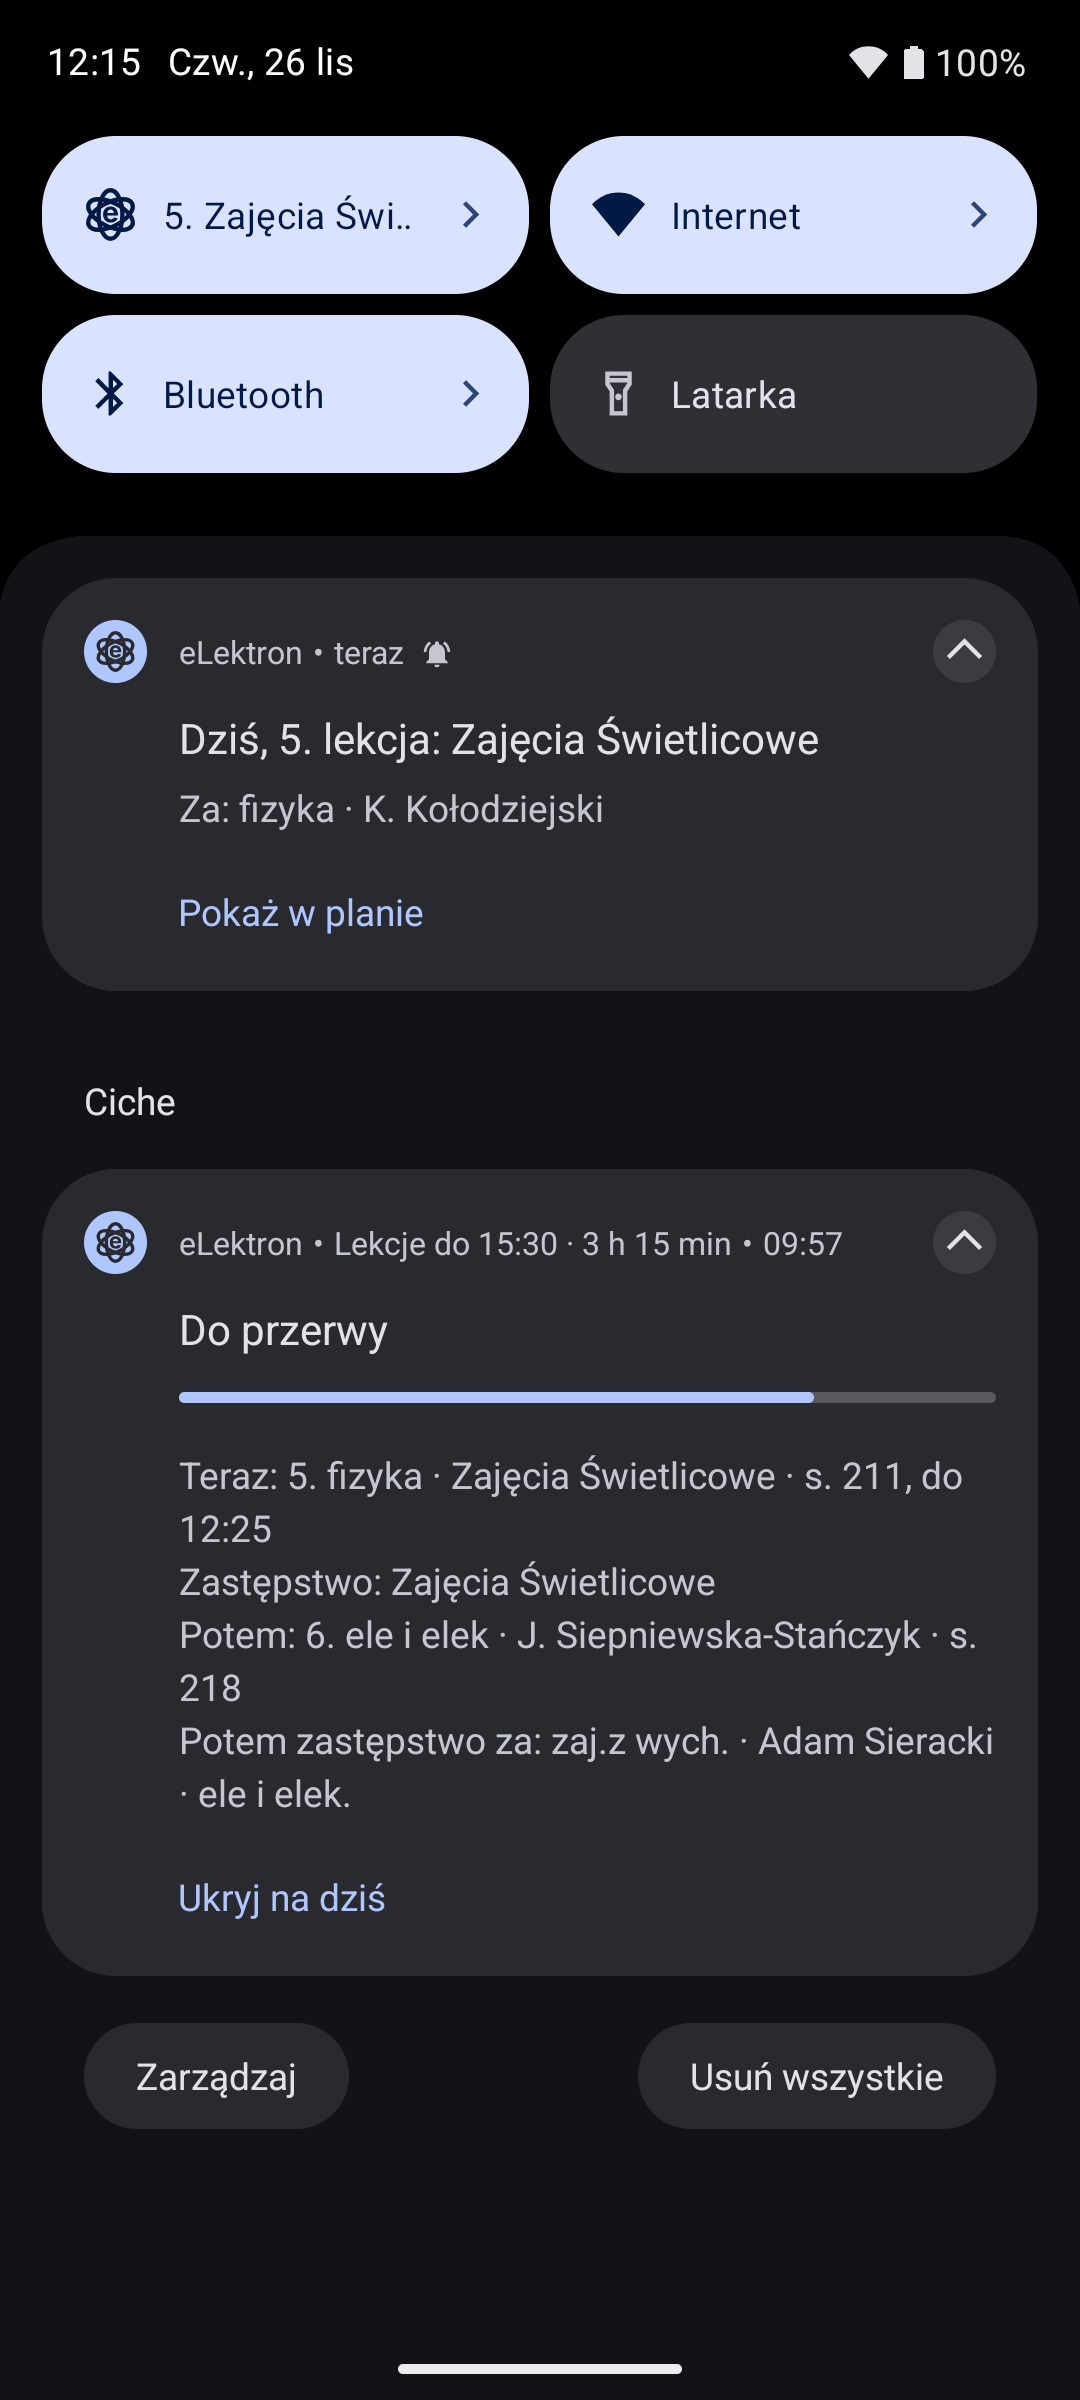 12:15 Czw., 26 lis 100%
5. Zajęcia Świ.. Internet
Bluetooth Latarka
eLektron • teraz
Dziś, 5. lekcja: Zajęcia Świetlicowe
Za: fizyka · K. Kołodziejski
Pokaż w planie
Ciche
eLektron • Lekcje do 15:30 · 3 h 15 min • 09:57
Do przerwy
Teraz: 5. fizyka · Zajęcia Świetlicowe · s. 211, do
12:25
Zastępstwo: Zajęcia Świetlicowe
Potem: 6. ele i elek · J. Siepniewska-Stańczyk · s.
218
Potem zastępstwo za: zaj.z wych. · Adam Sieracki
· ele i elek.
Ukryj na dziś
Zarządzaj Usuń wszystkie